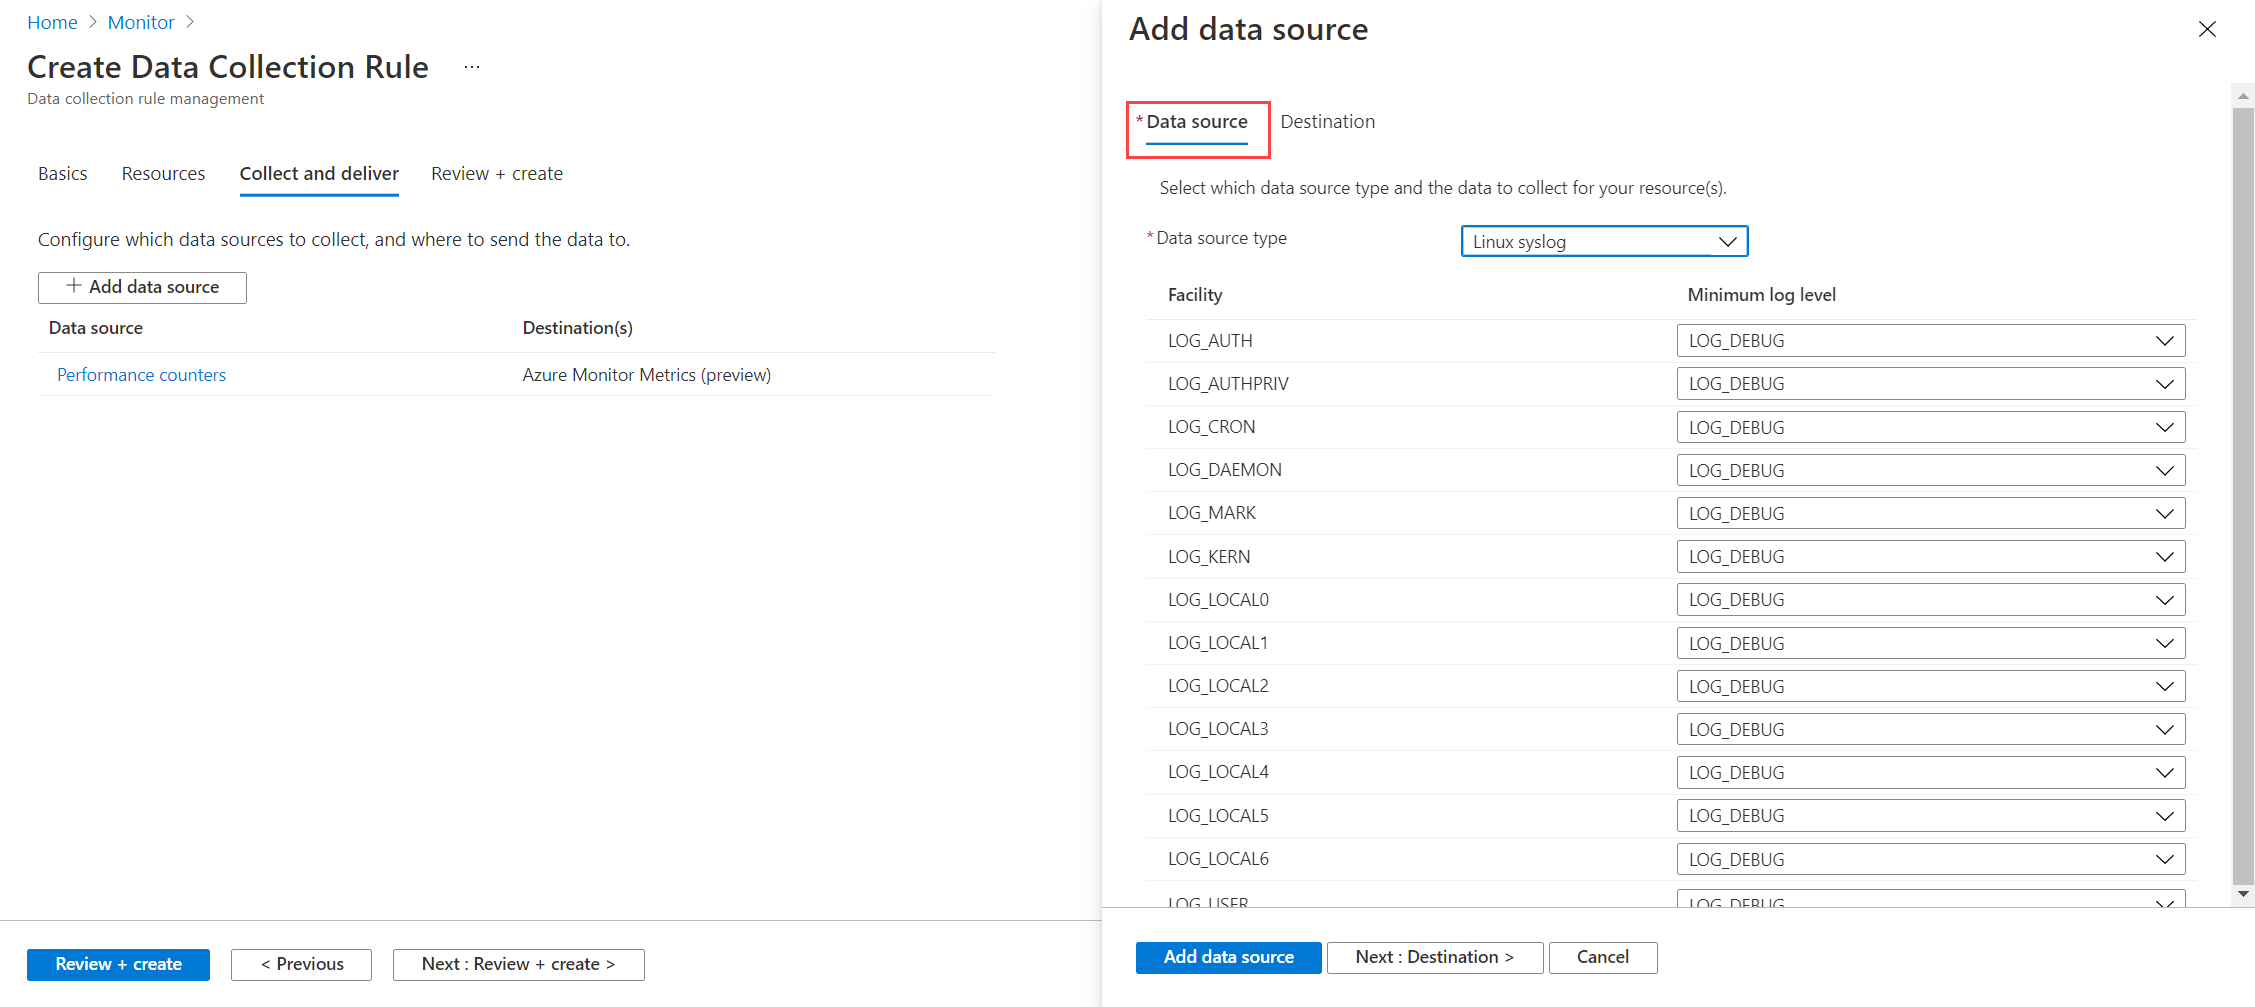 Home > Monitor >
Create Data Collection Rule ...
Data collection rule management
Basics Resources Collect and deliver Review + create
Configure which data sources to collect, and where to send the data to.
+ Add data source
Data source Destination(s)
Performance counters Azure Monitor Metrics (preview)
Review + create < Previous Next : Review + create >
Add data source
* Data source Destination
Select which data source type and the data to collect for your resource(s).
* Data source type Linux syslog
Facility Minimum log level
LOG_AUTH LOG_DEBUG
LOG_AUTHPRIV LOG_DEBUG
LOG_CRON LOG_DEBUG
LOG_DAEMON LOG_DEBUG
LOG_MARK LOG_DEBUG
LOG_KERN LOG_DEBUG
LOG_LOCAL0 LOG_DEBUG
LOG_LOCAL1 LOG_DEBUG
LOG_LOCAL2 LOG_DEBUG
LOG_LOCAL3 LOG_DEBUG
LOG_LOCAL4 LOG_DEBUG
LOG_LOCAL5 LOG_DEBUG
LOG_LOCAL6 LOG_DEBUG
LOG_USER LOG_DEBUG
Add data source Next : Destination > Cancel